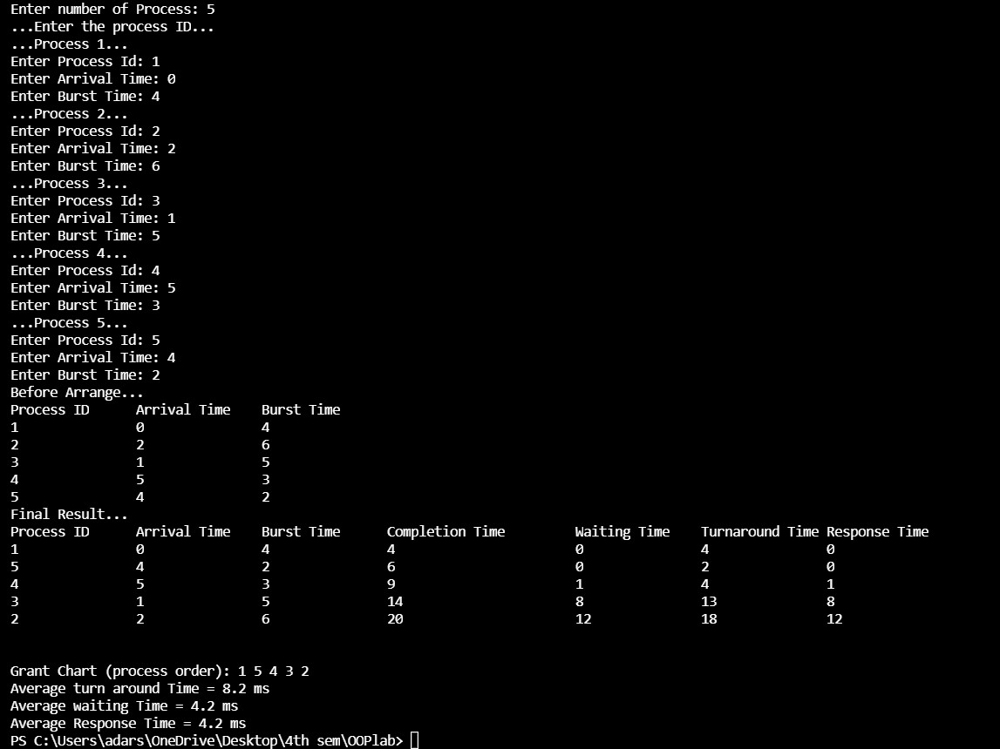 Enter number of Process: 5
...Enter the process ID...
...Process 1...
Enter Process Id: 1
Enter Arrival Time: 0
Enter Burst Time: 4
...Process 2...
Enter Process Id: 2
Enter Arrival Time: 2
Enter Burst Time: 6
...Process 3...
Enter Process Id: 3
Enter Arrival Time: 1
Enter Burst Time: 5
...Process 4...
Enter Process Id: 4
Enter Arrival Time: 5
Enter Burst Time: 3
...Process 5...
Enter Process Id: 5
Enter Arrival Time: 4
Enter Burst Time: 2
Before Arrange...
Process ID Arrival Time Burst Time
1 0 4
2 2 6
3 1 5
4 5 3
5 4 2
Final Result...
Process ID Arrival Time Burst Time Completion Time Waiting Time Turnaround Time Response Time
1 0 4 4 0 4 0
5 4 2 6 0 2 0
4 5 3 9 1 4 1
3 1 5 14 8 13 8
2 2 6 20 12 18 12
Grant Chart (process order): 1 5 4 3 2
Average turn around Time = 8.2 ms
Average waiting Time = 4.2 ms
Average Response Time = 4.2 ms
PS C:\Users\adars\OneDrive\Desktop\4th sem\OOPlab>